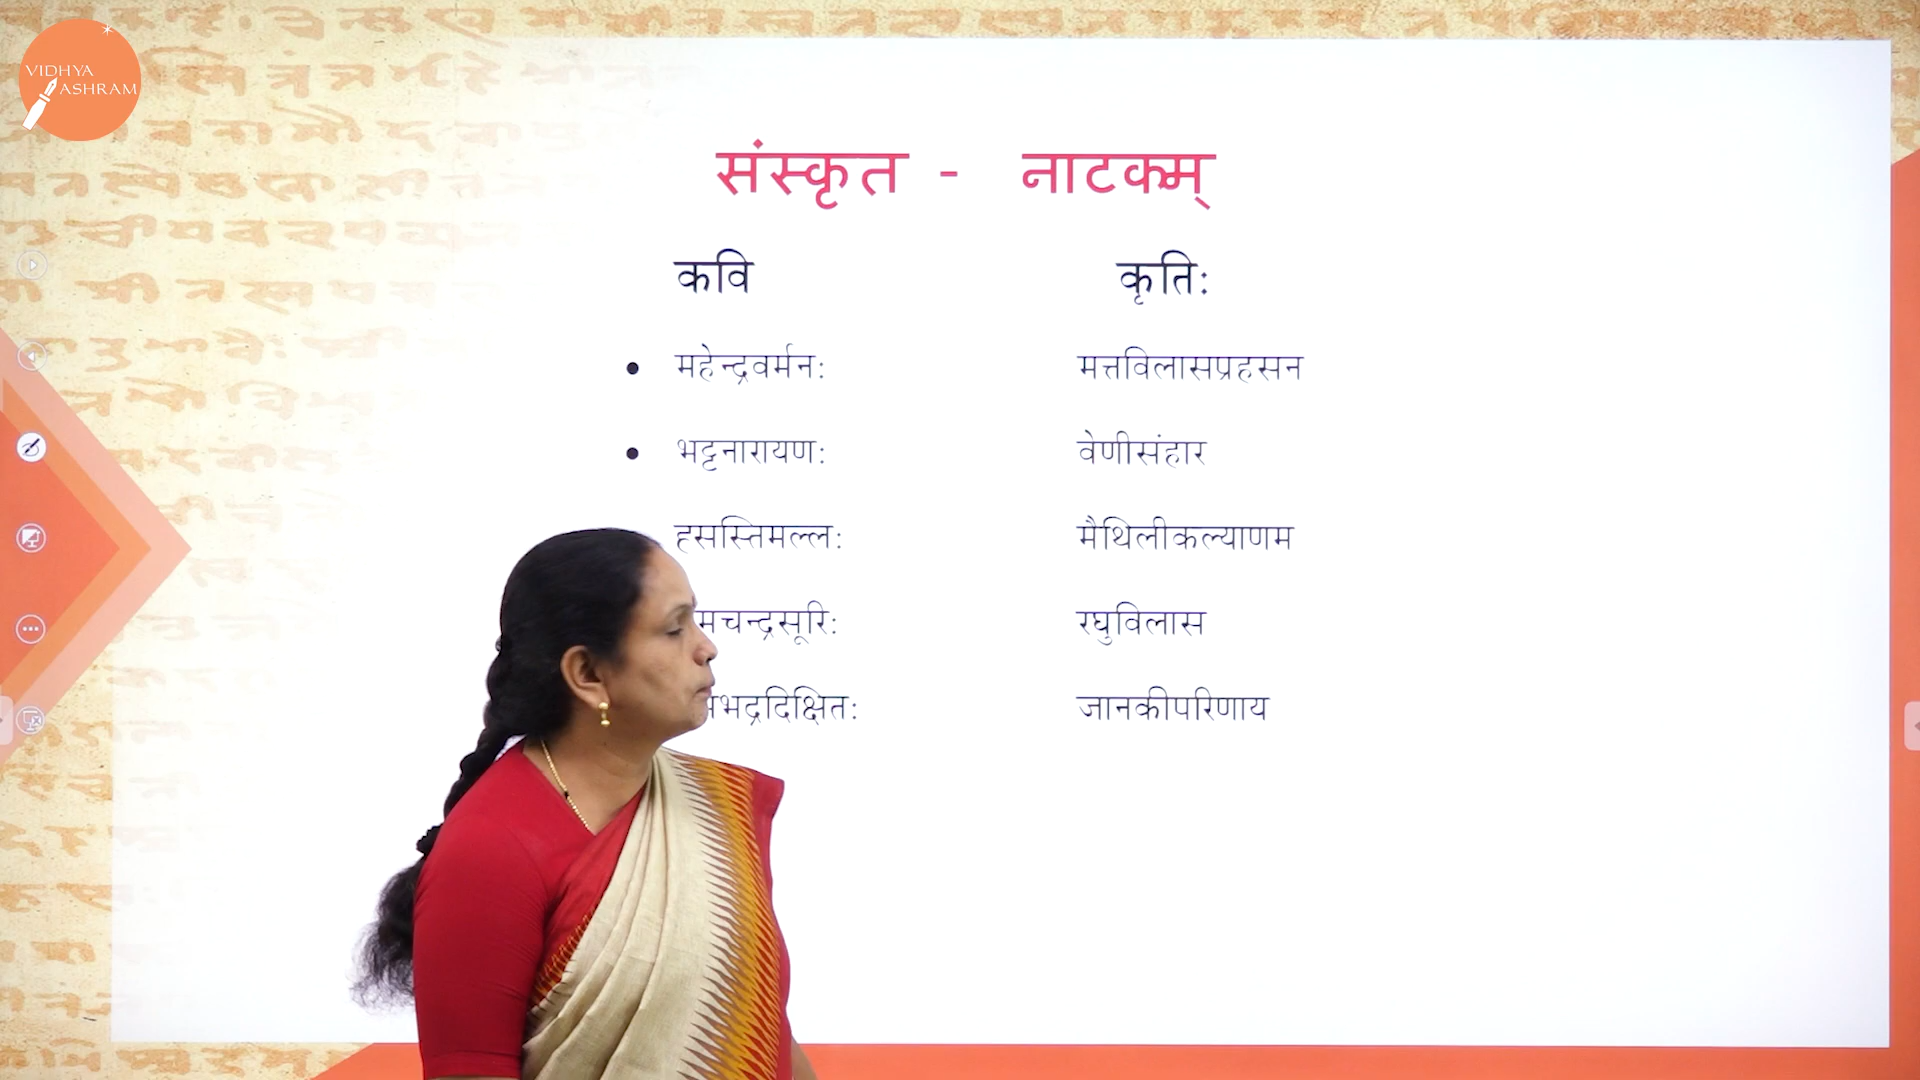 VIDHYA
ASHRAM
संस्कृत - नाटकम्
कवि कृतिः
• महेन्द्रवर्मनः मत्तविलासप्रहसन
• भट्टनारायणः वेणीसंहार
हसस्तिमल्लः मैथिलीकल्याणम
रघुविलास
जानकीपरिणाय